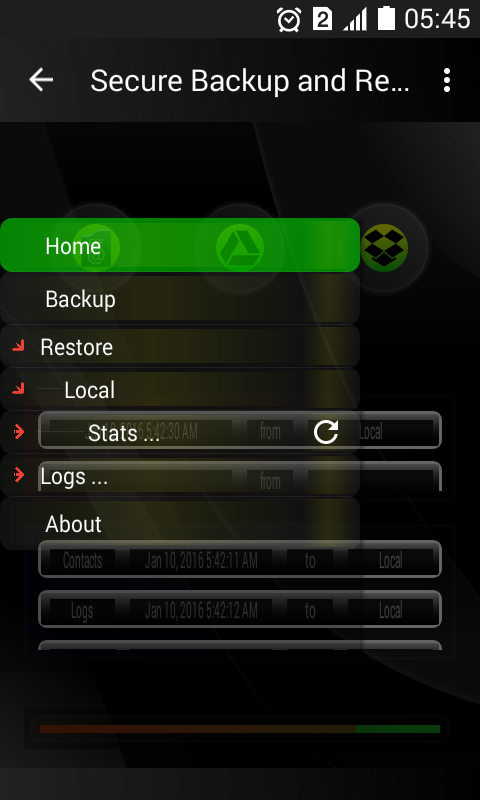 2 05:45
Secure Backup and Re...
Home
Backup
Restore
Local
10, 2016 5:42:30 AM from Local
Stats ...
from
Logs ...
About
Contacts Jan 10, 2016 5:42:11 AM to Local
Logs Jan 10, 2016 5:42:12 AM to Local